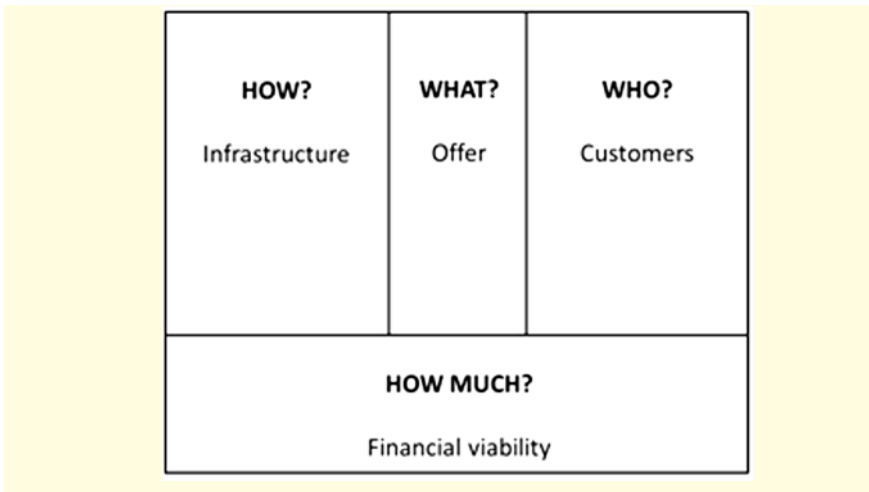 HOW?
Infrastructure
WHAT?
Offer
WHO?
Customers
HOW MUCH?
Financial viability